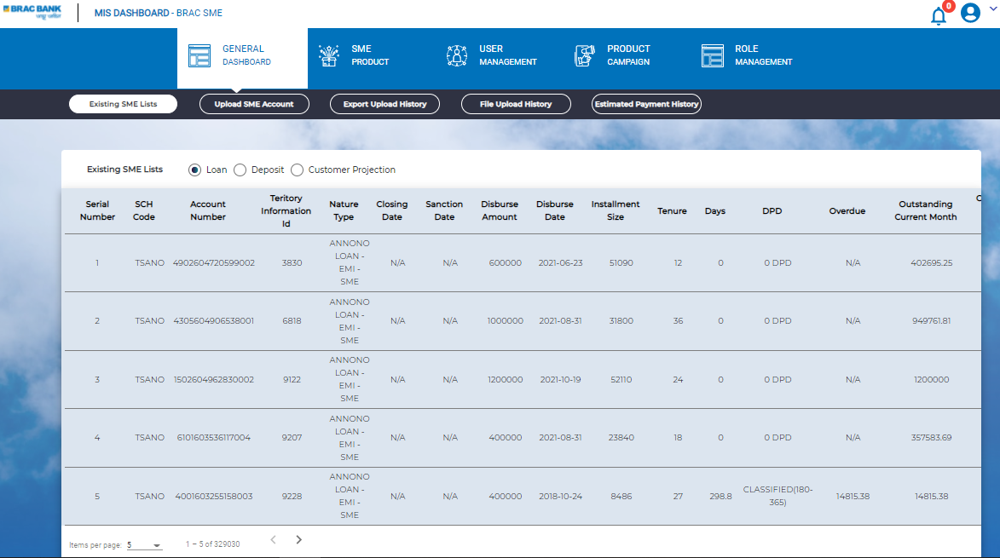 BRAC BANK
MIS DASHBOARD - BRAC SME
0
GENERAL
DASHBOARD
SME
PRODUCT
USER
MANAGEMENT
PRODUCT
CAMPAIGN
ROLE
MANAGEMENT
Existing SME Lists
Upload SME Account
Export Upload History
File Upload History
Estimated Payment History
Existing SME Lists Loan Deposit Customer Projection
Serial Number SCH Code Account Number Teritory Information Id Nature Type Closing Date Sanction Date Disburse Amount Disburse Date Installment Size Tenure Days DPD Overdue Outstanding Current Month
1 TSANO 4902604720599002 3830 ANNONO LOAN - EMI - SME N/A N/A 600000 2021-06-23 51090 12 0 0 DPD N/A 402695.25
2 TSANO 4305604906538001 6818 ANNONO LOAN - EMI - SME N/A N/A 1000000 2021-08-31 31800 36 0 0 DPD N/A 949761.81
3 TSANO 1502604962830002 9122 ANNONO LOAN - EMI - SME N/A N/A 1200000 2021-10-19 52110 24 0 0 DPD N/A 1200000
4 TSANO 6101603536117004 9207 ANNONO LOAN - EMI - SME N/A N/A 400000 2021-08-31 23840 18 0 0 DPD N/A 357583.69
5 TSANO 4001603255158003 9228 ANNONO LOAN - EMI - SME N/A N/A 400000 2018-10-24 8486 27 298.8 CLASSIFIED(180-365) 14815.38 14815.38
Items per page: 5 1 – 5 of 329030